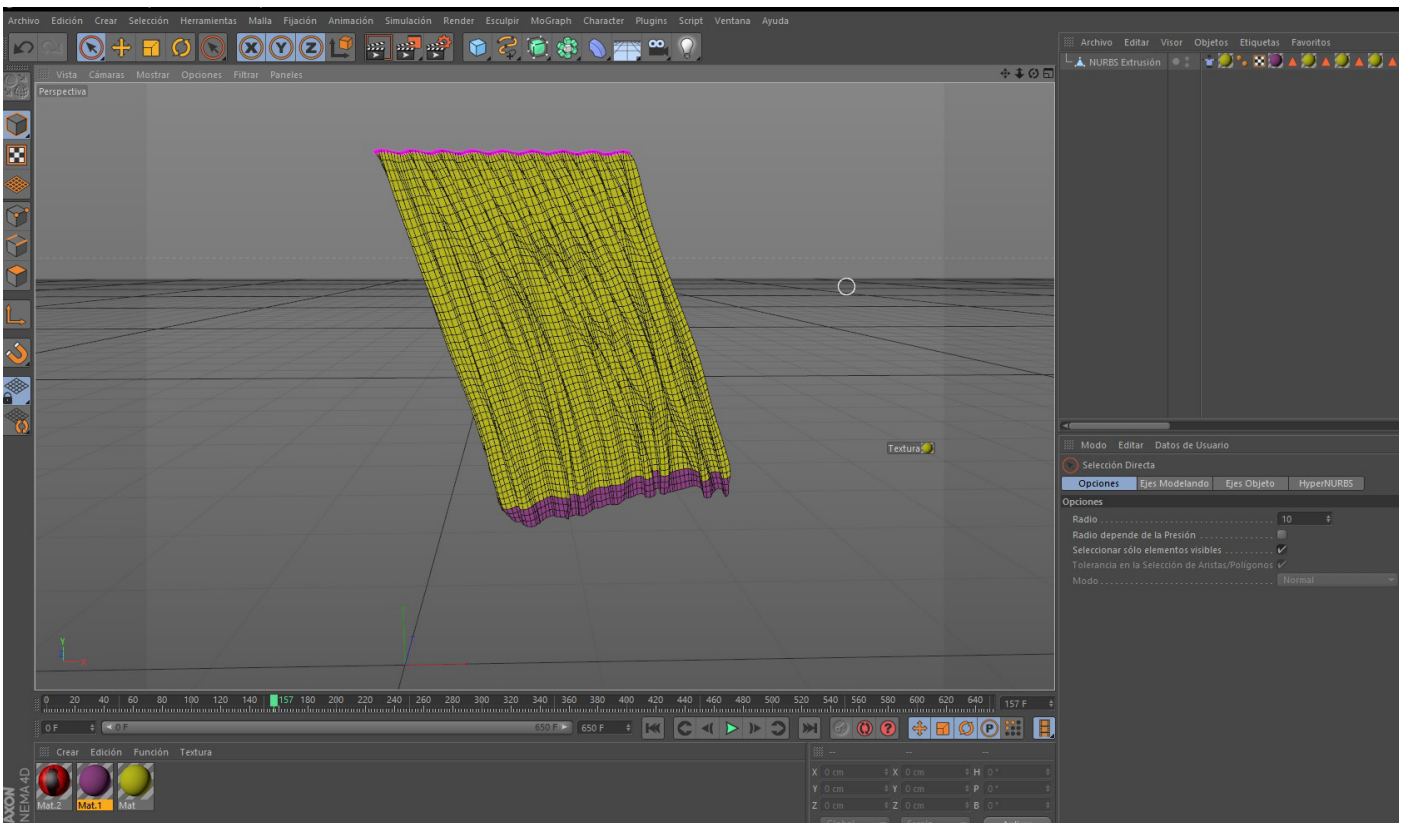 Archivo Edición Crear Selección Herramientas Malla Fijación Animación Simulación Render Esculpir MoGraph Character Plugins Script Ventana Ayuda
Archivo Editar Visor Objetos Etiquetas Favoritos
NURBS Extrusión
Vista Cámaras Mostrar Opciones Filtrar Paneles
Perspectiva
X Y Z
Textura
Modo Editar Datos de Usuario
Selección Directa
Opciones Ejes Modelando Ejes Objeto HyperNURBS
Opciones
Radio 10
Radio depende de la Presión
Seleccionar sólo elementos visibles
Tolerancia en la Selección de Aristas/Polígonos
Modo Normal
Y
Z
X
0 20 40 60 80 100 120 140 157 180 200 220 240 260 280 300 320 340 360 380 400 420 440 460 480 500 520 540 560 580 600 620 640 157 F
0 F 0 F 650 F 650 F
Crear Edición Función Textura
-- -- --
X 0 cm X 0 cm H 0 °
Y 0 cm Y 0 cm P 0 °
Z 0 cm Z 0 cm B 0 °
Mat.2 Mat.1 Mat
AXON
NEMA 4D